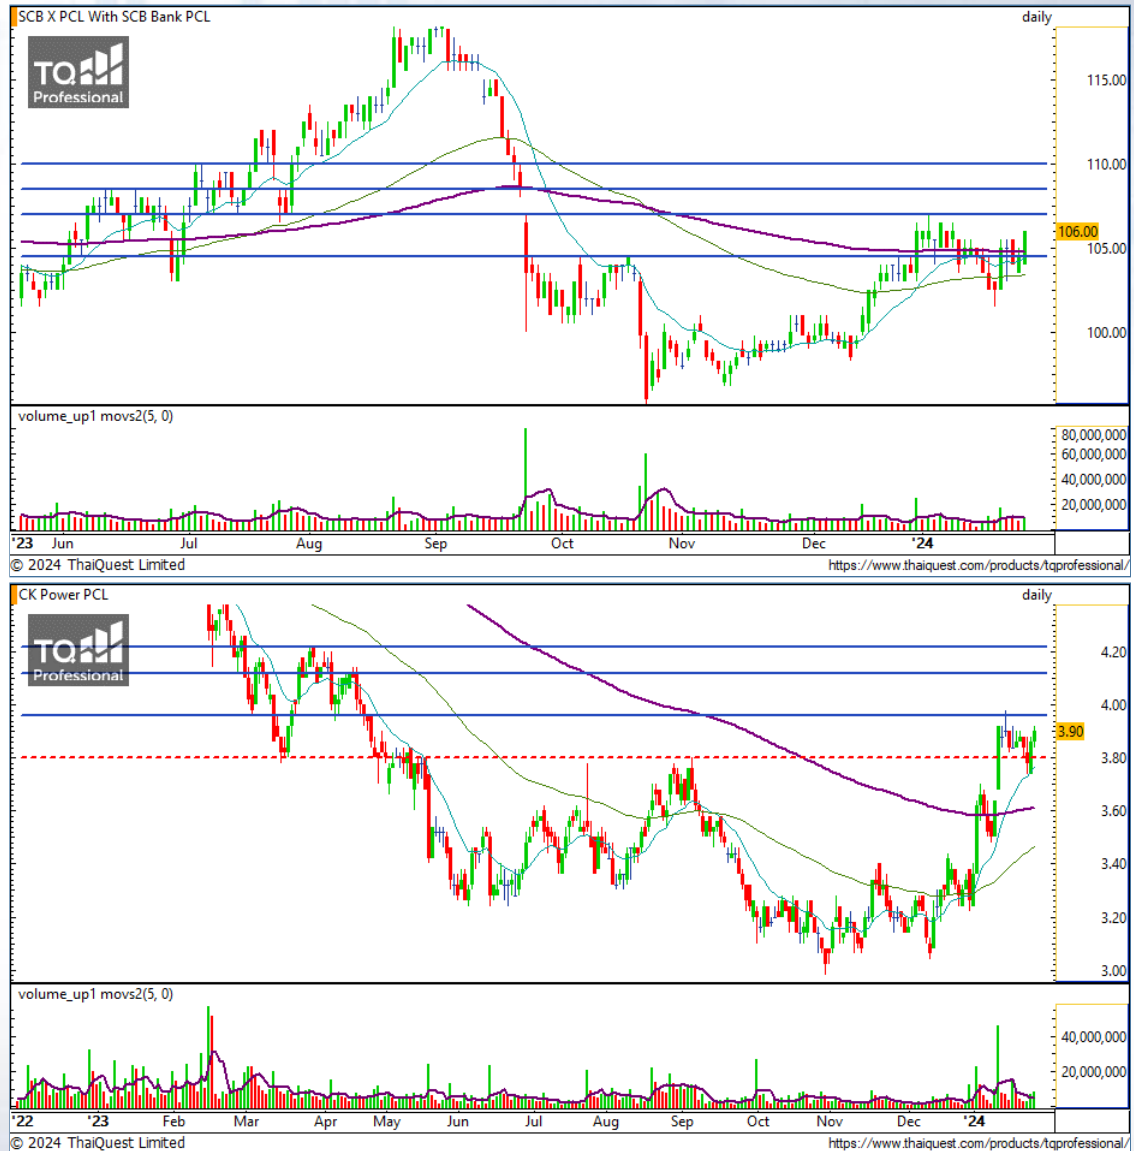 SCB X PCL With SCB Bank PCL daily
TQ
Professional
115.00
110.00
106.00
105.00
100.00
volume_up1 movs2(5, 0)
80,000,000
60,000,000
40,000,000
20,000,000
'23 Jun Jul Aug Sep Oct Nov Dec '24
© 2024 ThaiQuest Limited https://www.thaiquest.com/products/tqprofessional/
CK Power PCL daily
TQ
Professional
4.20
4.00
3.90
3.80
3.60
3.40
3.20
3.00
volume_up1 movs2(5, 0)
40,000,000
20,000,000
'22 '23 Feb Mar Apr May Jun Jul Aug Sep Oct Nov Dec '24
© 2024 ThaiQuest Limited https://www.thaiquest.com/products/tqprofessional/